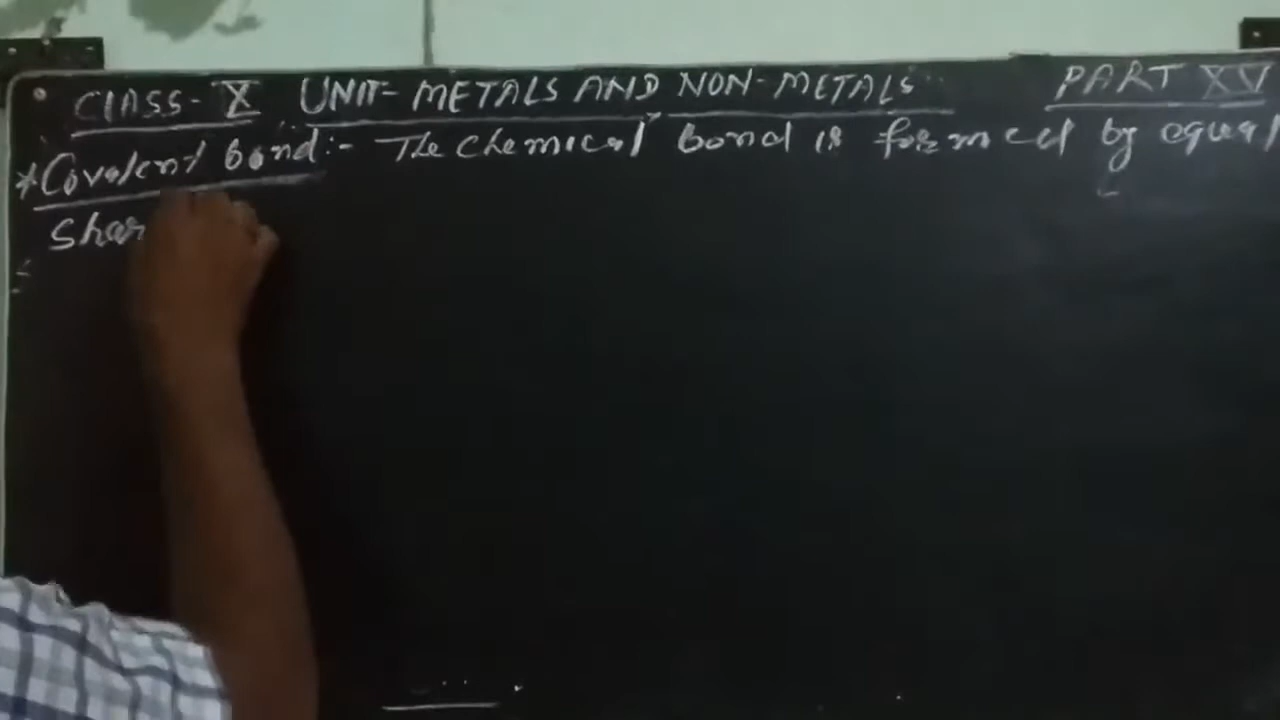 CLASS- X UNIT- METALS AND NON-METALS PART XV
*Covalent bond:- The chemical bond is formed by equal
Shar